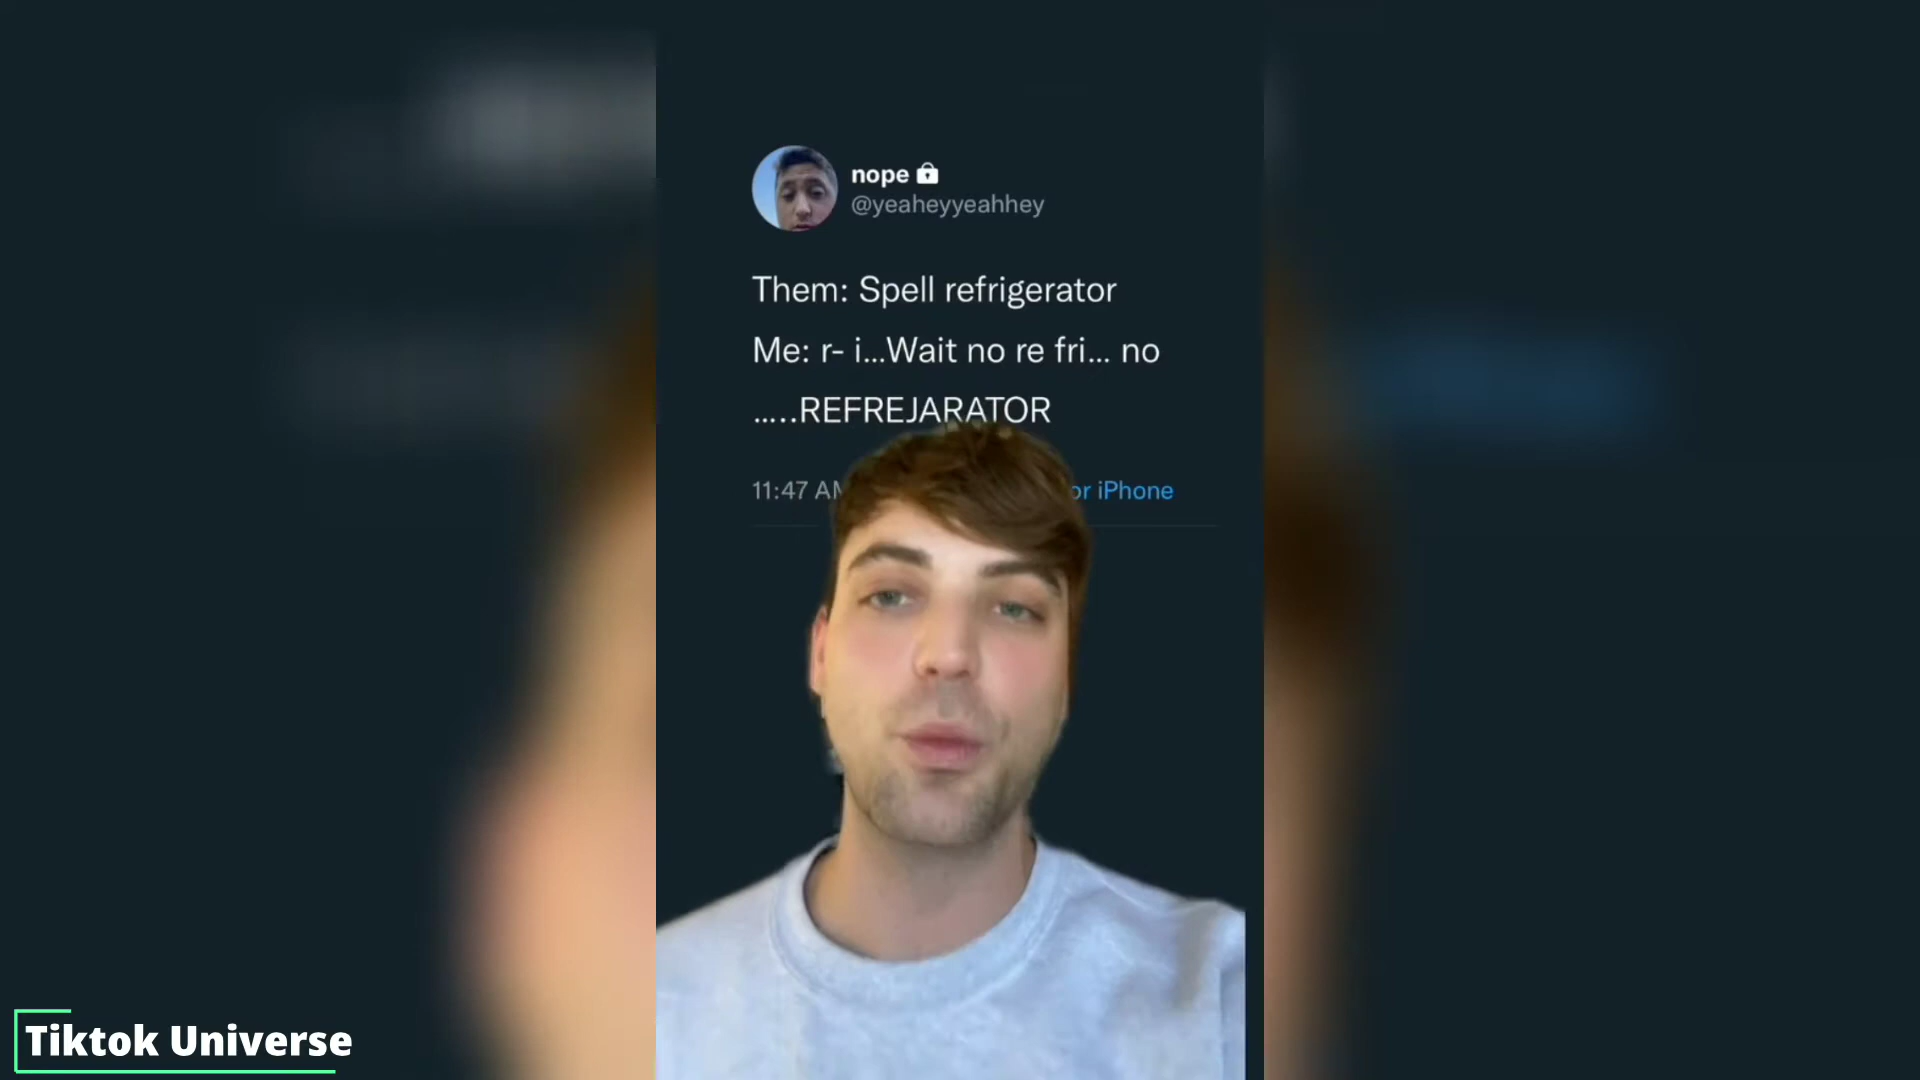 nope
@yeaheyyeahhey
Them: Spell refrigerator
Me: r- i...Wait no re fri... no
.....REFREJARATOR
11:47 AM or iPhone
Tiktok Universe